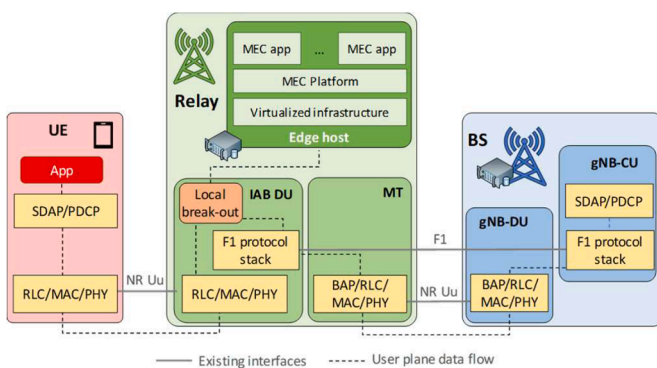 MEC app
...
MEC app
MEC Platform
Relay
Virtualized infrastructure
Edge host
UE
App
SDAP/PDCP
RLC/MAC/PHY
NR Uu
Local
break-out
IAB DU
F1 protocol
stack
RLC/MAC/PHY
MT
BAP/RLC/
MAC/PHY
F1
NR Uu
BS
gNB-CU
SDAP/PDCP
F1 protocol
stack
gNB-DU
BAP/RLC/
MAC/PHY
Existing interfaces
User plane data flow